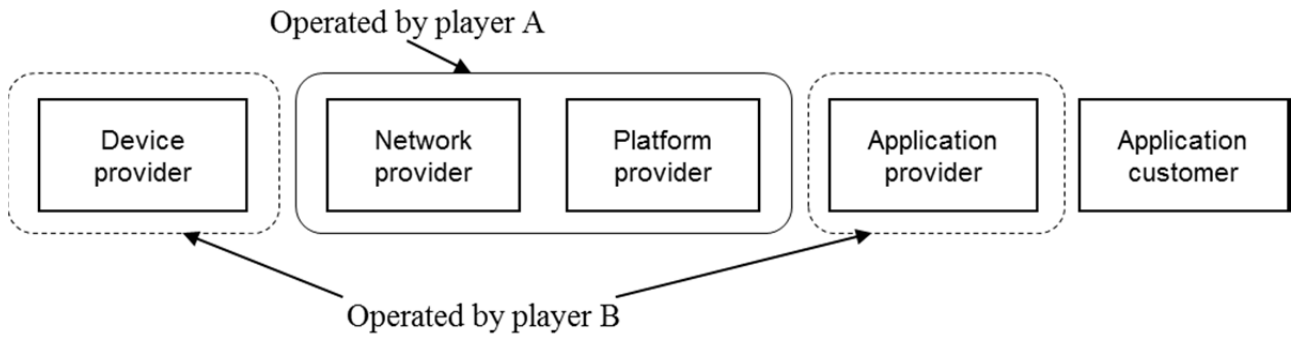 Operated by player A
Device
provider
Network
provider
Platform
provider
Application
provider
Application
customer
Operated by player B